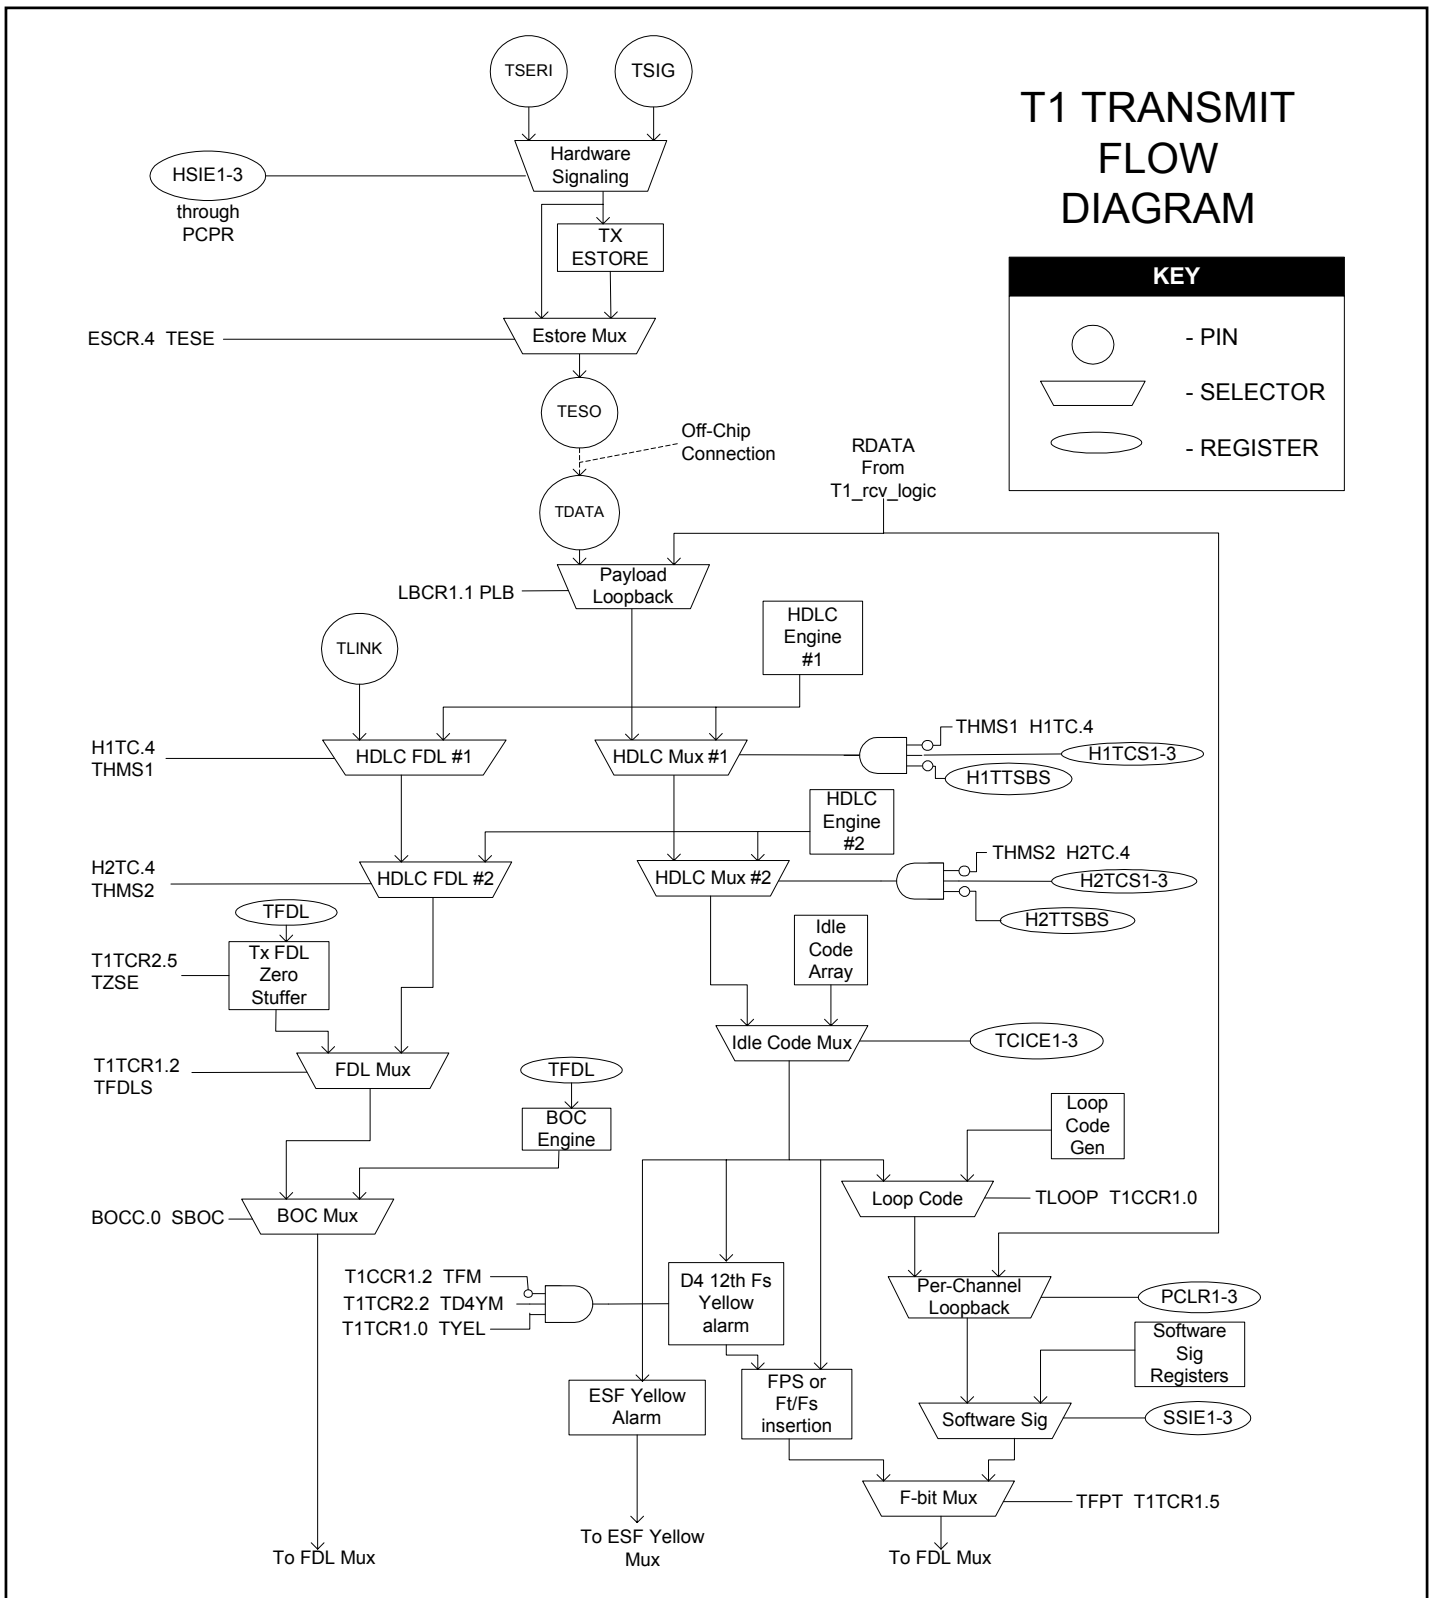 TSERI
TSIG
T1 TRANSMIT
FLOW
DIAGRAM
Hardware
Signaling
HSIE1-3
through
PCPR
TX
ESTORE
KEY
- PIN
- SELECTOR
- REGISTER
ESCR.4 TESE
Estore Mux
TESO
Off-Chip
Connection
RDATA
From
T1_rcv_logic
TDATA
Payload
Loopback
LBCR1.1 PLB
HDLC
Engine
#1
TLINK
H1TC.4
THMS1
HDLC FDL #1
HDLC Mux #1
THMS1 H1TC.4
H1TCS1-3
H1TTSBS
HDLC
Engine
#2
H2TC.4
THMS2
HDLC FDL #2
HDLC Mux #2
THMS2 H2TC.4
H2TCS1-3
H2TTSBS
TFDL
T1TCR2.5
TZSE
Tx FDL
Zero
Stuffer
Idle
Code
Array
Idle Code Mux
TCICE1-3
T1TCR1.2
TFDLS
FDL Mux
TFDL
BOC
Engine
Loop
Code
Gen
Loop Code
TLOOP T1CCR1.0
BOCC.0 SBOC
BOC Mux
T1CCR1.2 TFM
T1TCR2.2 TD4YM
T1TCR1.0 TYEL
D4 12th Fs
Yellow
alarm
Per-Channel
Loopback
PCLR1-3
Software
Sig
Registers
ESF Yellow
Alarm
FPS or
Ft/Fs
insertion
Software Sig
SSIE1-3
F-bit Mux
TFPT T1TCR1.5
To FDL Mux
To ESF Yellow
Mux
To FDL Mux